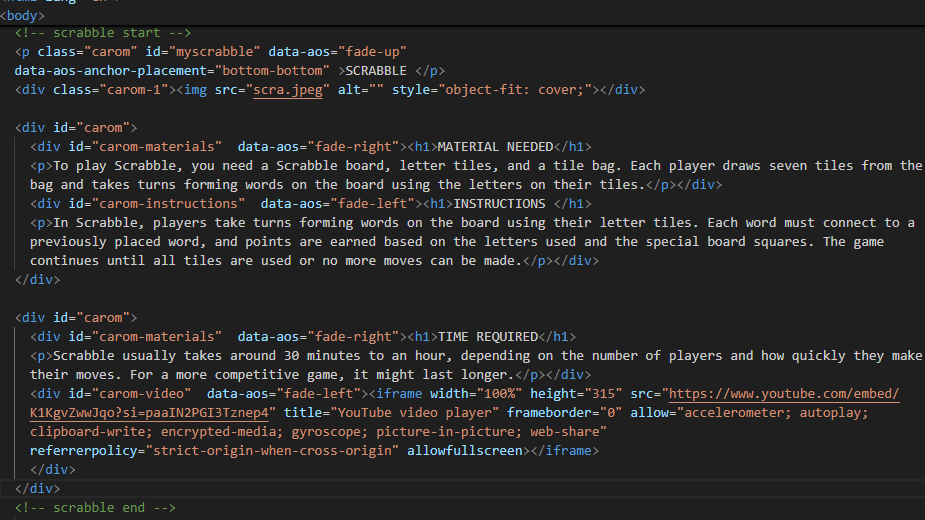 <body>
<!-- scrabble start -->
<p class="carom" id="myscrabble" data-aos="fade-up"
data-aos-anchor-placement="bottom-bottom" >SCRABBLE </p>
<div class="carom-1"><img src="scra.jpeg" alt="" style="object-fit: cover;"></div>
<div id="carom">
<div id="carom-materials"  data-aos="fade-right"><h1>MATERIAL NEEDED</h1>
<p>To play Scrabble, you need a Scrabble board, letter tiles, and a tile bag. Each player draws seven tiles from the
bag and takes turns forming words on the board using the letters on their tiles.</p></div>
<div id="carom-instructions"  data-aos="fade-left"><h1>INSTRUCTIONS </h1>
<p>In Scrabble, players take turns forming words on the board using their letter tiles. Each word must connect to a
previously placed word, and points are earned based on the letters used and the special board squares. The game
continues until all tiles are used or no more moves can be made.</p></div>
</div>
<div id="carom">
<div id="carom-materials"  data-aos="fade-right"><h1>TIME REQUIRED</h1>
<p>Scrabble usually takes around 30 minutes to an hour, depending on the number of players and how quickly they make
their moves. For a more competitive game, it might last longer.</p></div>
<div id="carom-video"  data-aos="fade-left"><iframe width="100%" height="315" src="https://www.youtube.com/embed/
K1KgvZwwJqo?si=paaIN2PGI3Tznep4" title="YouTube video player" frameborder="0" allow="accelerometer; autoplay;
clipboard-write; encrypted-media; gyroscope; picture-in-picture; web-share"
referrerpolicy="strict-origin-when-cross-origin" allowfullscreen></iframe>
</div>
</div>
<!-- scrabble end -->